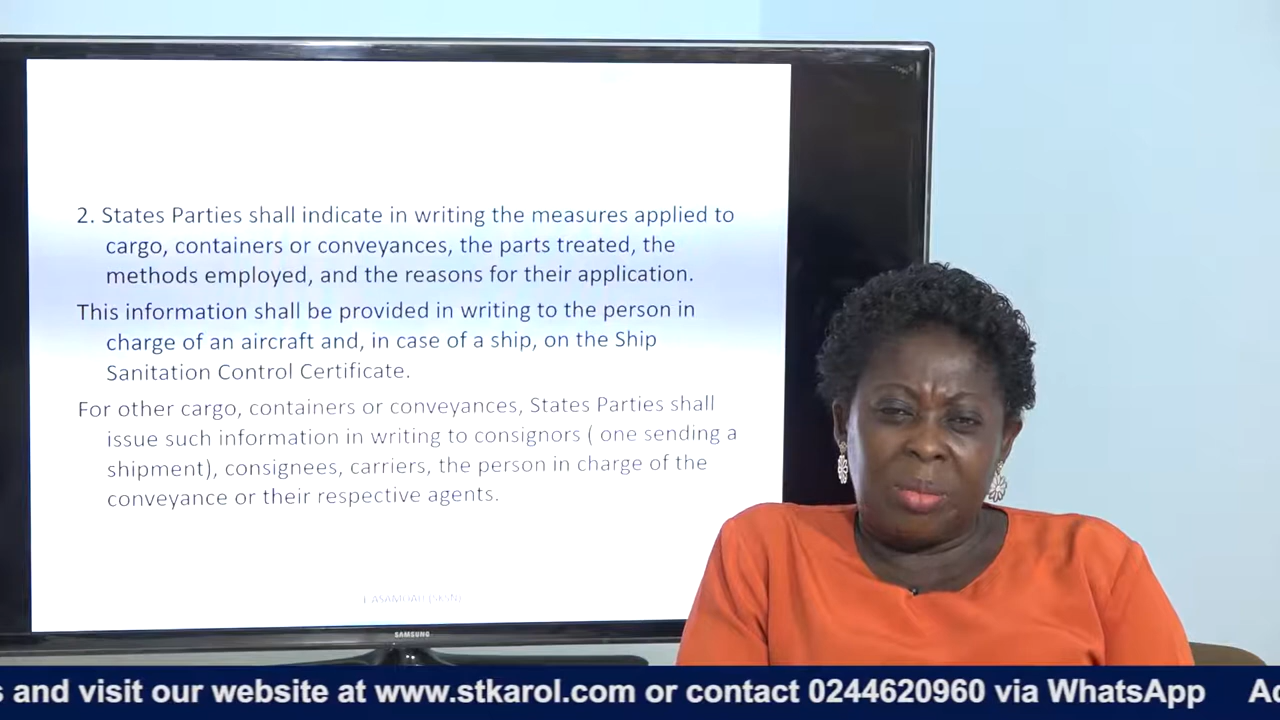 2. States Parties shall indicate in writing the measures applied to
cargo, containers or conveyances, the parts treated, the
methods employed, and the reasons for their application.
This information shall be provided in writing to the person in
charge of an aircraft and, in case of a ship, on the Ship
Sanitation Control Certificate.
For other cargo, containers or conveyances, States Parties shall
issue such information in writing to consignors ( one sending a
shipment), consignees, carriers, the person in charge of the
conveyance or their respective agents.
SAMSUNG
s and visit our website at www.stkarol.com or contact 0244620960 via WhatsApp